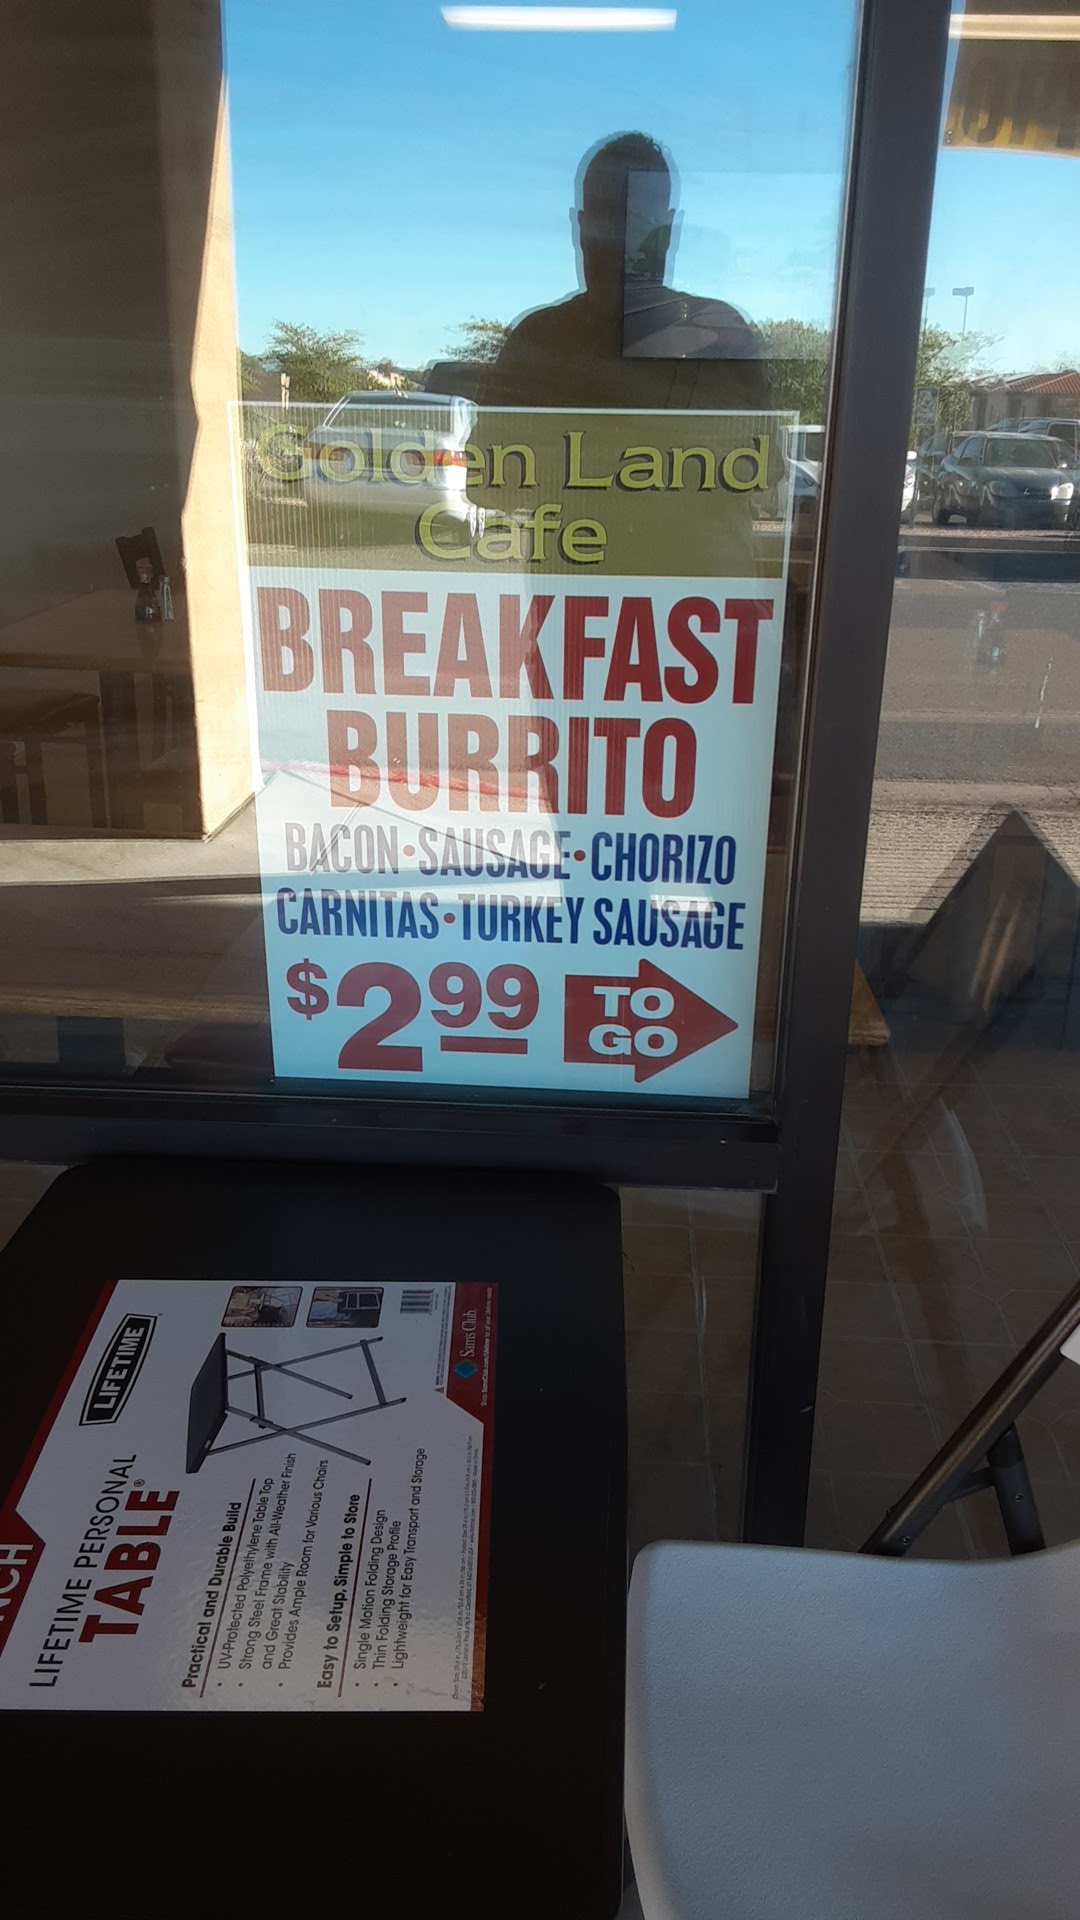 Golden Land
Cafe
BREAKFAST
BURRITO
BACON • SAUSAGE • CHORIZO
CARNITAS • TURKEY SAUSAGE
$2.99 TO
GO
LIFETIME
LIFETIME PERSONAL
TABLE®
Practical and Durable Build
• UV-Protected Polyethylene Table Top
• Strong Steel Frame with All-Weather Finish
and Great Stability
• Provides Ample Room for Various Chairs
Easy to Setup, Simple to Store
• Single Motion Folding Design
• Thin Folding Storage Profile
• Lightweight for Easy Transport and Storage
Sam's Club